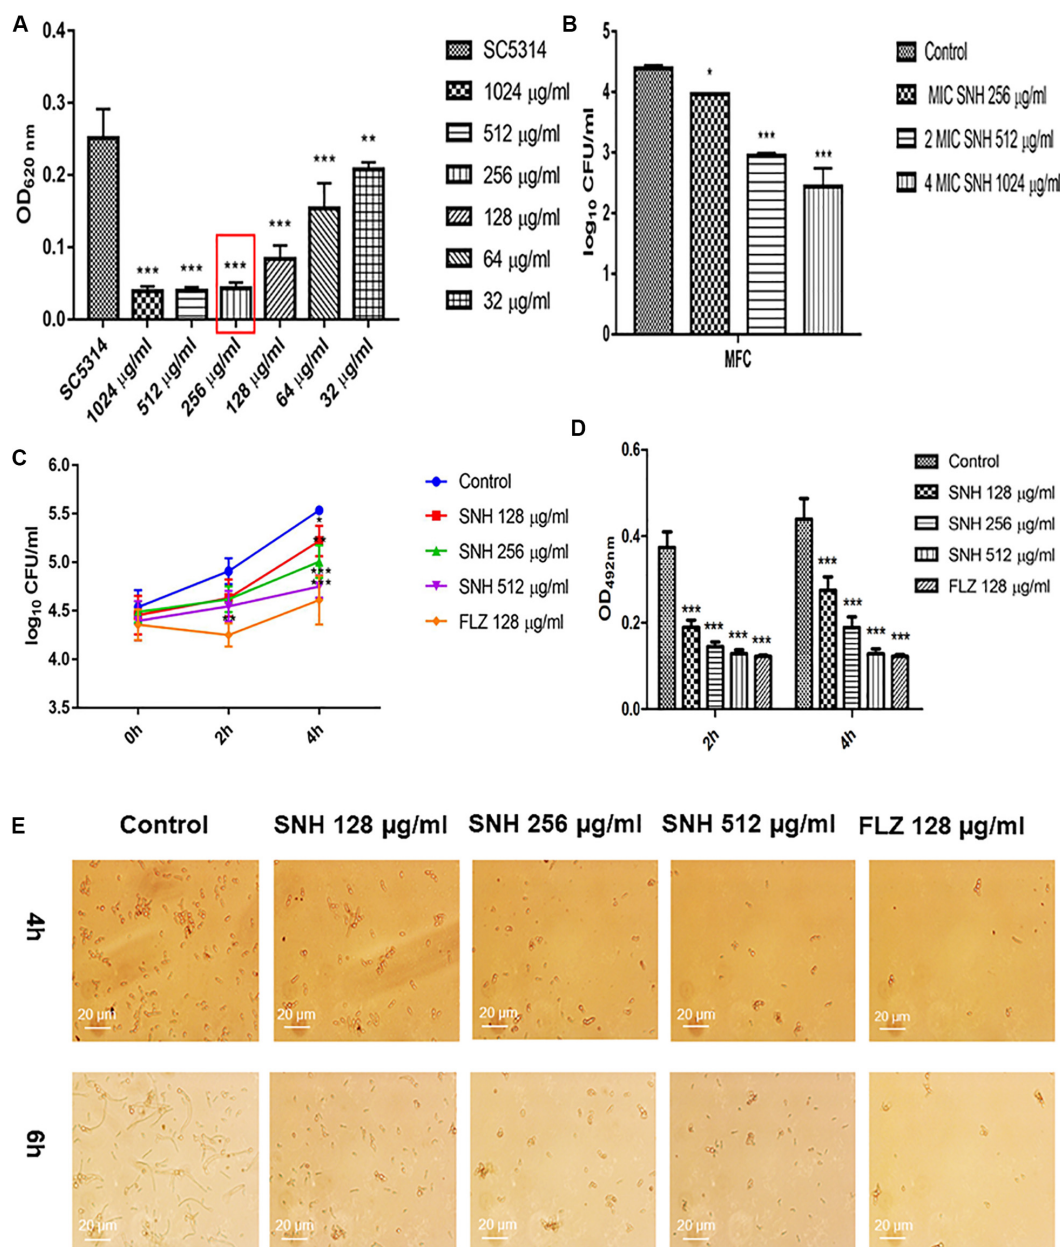 A
0.4
0.3
0.2
0.1
0.0
OD620 nm
***
***
***
***
***
**
SC5314
1024 µg/ml
512 µg/ml
256 µg/ml
128 µg/ml
64 µg/ml
32 µg/ml
SC5314
1024 µg/ml
512 µg/ml
256 µg/ml
128 µg/ml
64 µg/ml
32 µg/ml
B
5
4
3
2
1
0
log10 CFU/ml
*
***
***
MFC
Control
MIC SNH 256 µg/ml
2 MIC SNH 512 µg/ml
4 MIC SNH 1024 µg/ml
C
6.0
5.5
5.0
4.5
4.0
3.5
log10 CFU/ml
0h
2h
4h
**
*
**
***
***
Control
SNH 128 µg/ml
SNH 256 µg/ml
SNH 512 µg/ml
FLZ 128 µg/ml
D
0.6
0.4
0.2
0.0
OD492nm
***
***
***
***
***
***
***
***
2h
4h
Control
SNH 128 µg/ml
SNH 256 µg/ml
SNH 512 µg/ml
FLZ 128 µg/ml
E
Control
SNH 128 µg/ml
SNH 256 µg/ml
SNH 512 µg/ml
FLZ 128 µg/ml
4h
20 µm
20 µm
20 µm
20 µm
20 µm
6h
20 µm
20 µm
20 µm
20 µm
20 µm